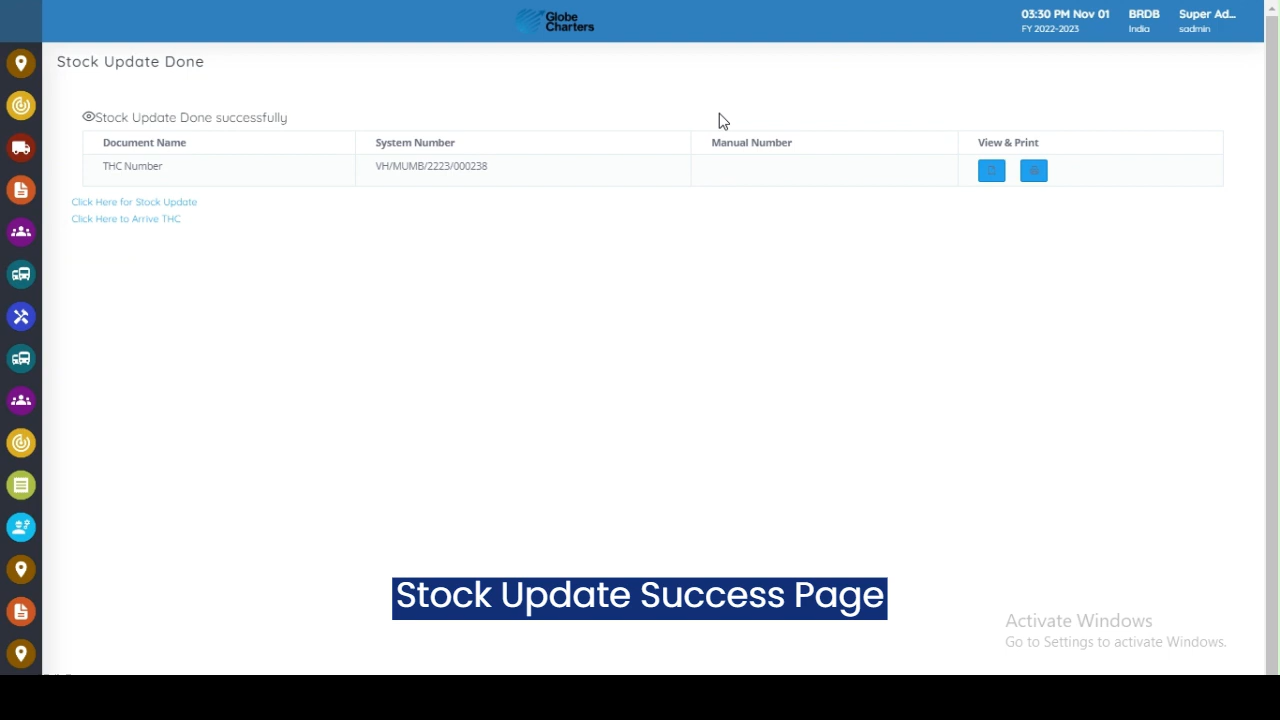 Globe
Charters
03:30 PM Nov 01 BRDB Super Ad...
FY 2022-2023 India sadmin
Stock Update Done
Stock Update Done successfully
Document Name System Number Manual Number View & Print
THC Number VH/MUMB/2223/000238
Click Here for Stock Update
Click Here to Arrive THC
Stock Update Success Page
Activate Windows
Go to Settings to activate Windows.